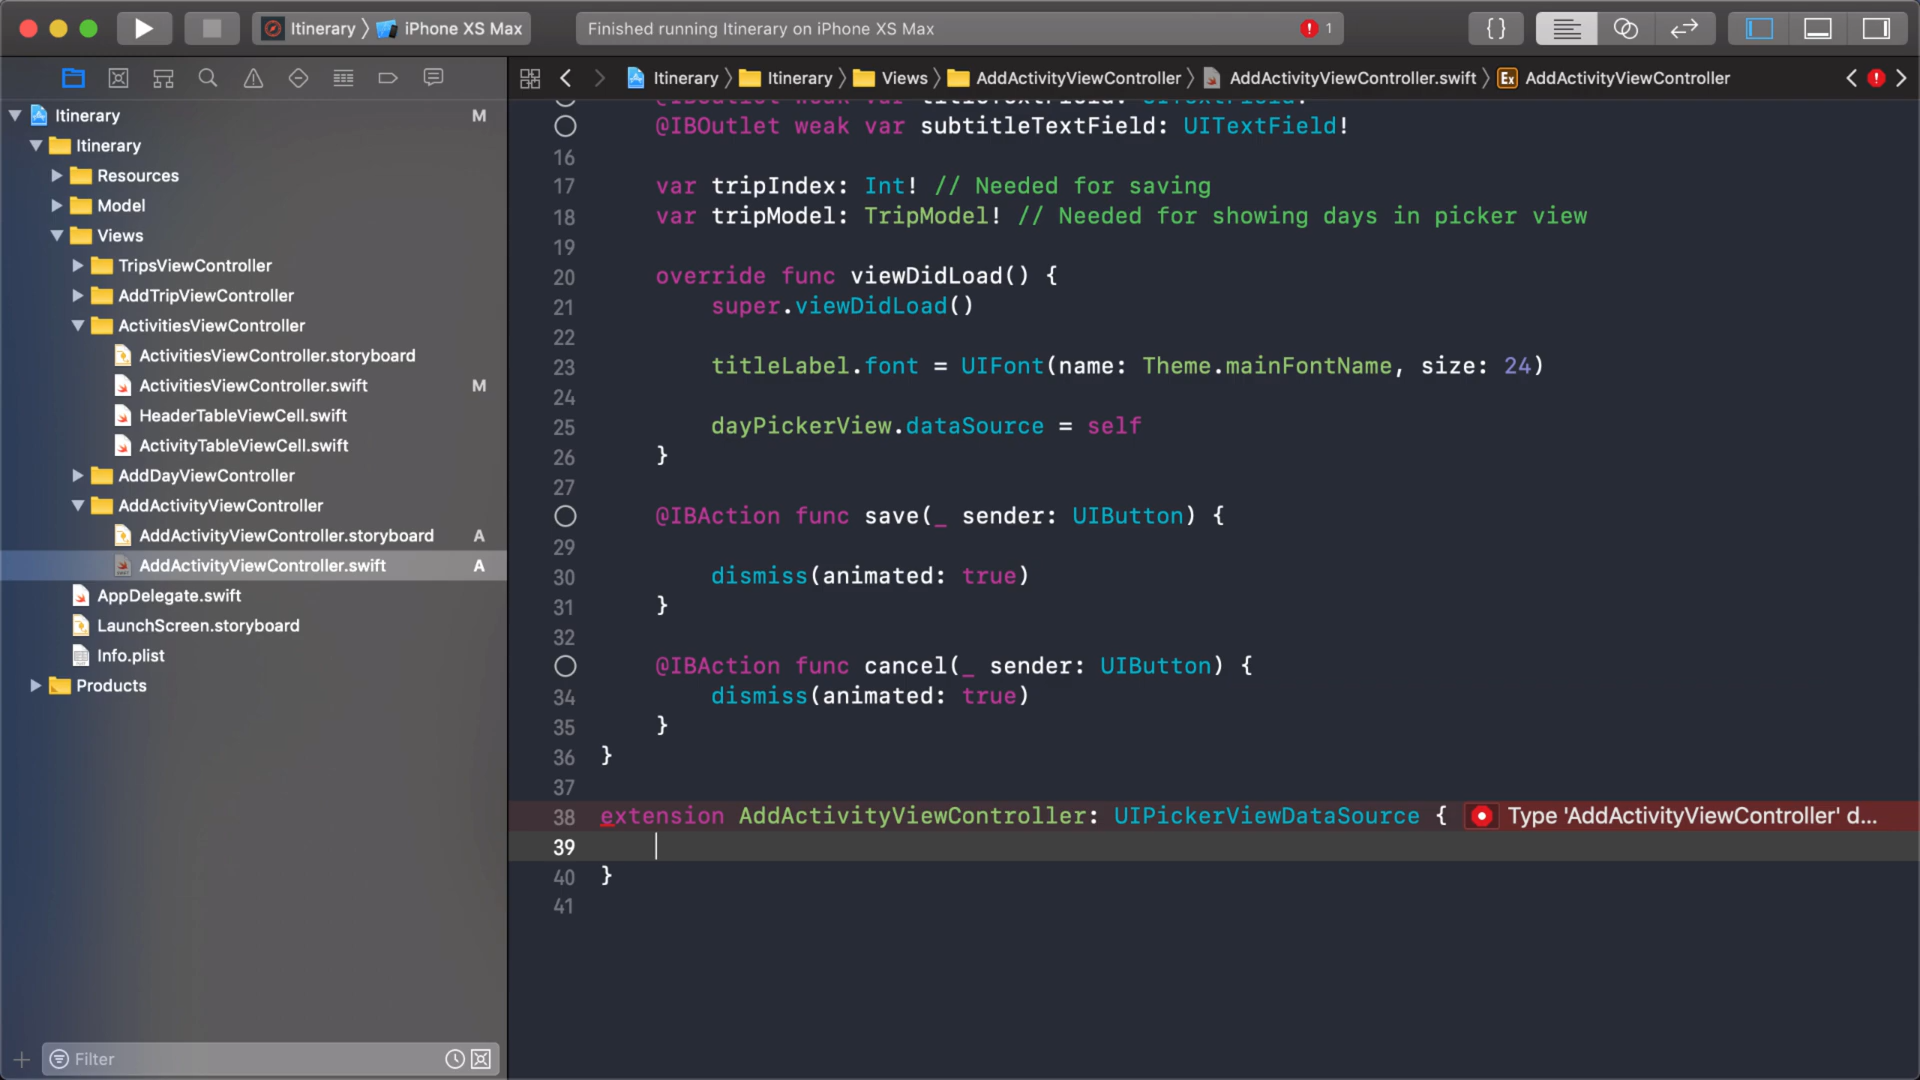 Itinerary iPhone XS Max
Finished running Itinerary on iPhone XS Max
1
{ }
Itinerary Itinerary Views AddActivityViewController AddActivityViewController.swift Ex AddActivityViewController
Itinerary M
Itinerary
Resources
Model
Views
TripsViewController
AddTripViewController
ActivitiesViewController
ActivitiesViewController.storyboard
ActivitiesViewController.swift M
HeaderTableViewCell.swift
ActivityTableViewCell.swift
AddDayViewController
AddActivityViewController
AddActivityViewController.storyboard A
AddActivityViewController.swift A
AppDelegate.swift
LaunchScreen.storyboard
Info.plist
Products
Filter
@IBOutlet weak var titleTextField: UITextField!
@IBOutlet weak var subtitleTextField: UITextField!
16
17 var tripIndex: Int! // Needed for saving
18 var tripModel: TripModel! // Needed for showing days in picker view
19
20 override func viewDidLoad() {
21 super.viewDidLoad()
22
23 titleLabel.font = UIFont(name: Theme.mainFontName, size: 24)
24
25 dayPickerView.dataSource = self
26 }
27
@IBAction func save(_ sender: UIButton) {
29
30 dismiss(animated: true)
31 }
32
@IBAction func cancel(_ sender: UIButton) {
34 dismiss(animated: true)
35 }
36 }
37
38 extension AddActivityViewController: UIPickerViewDataSource { Type 'AddActivityViewController' d...
39
40 }
41